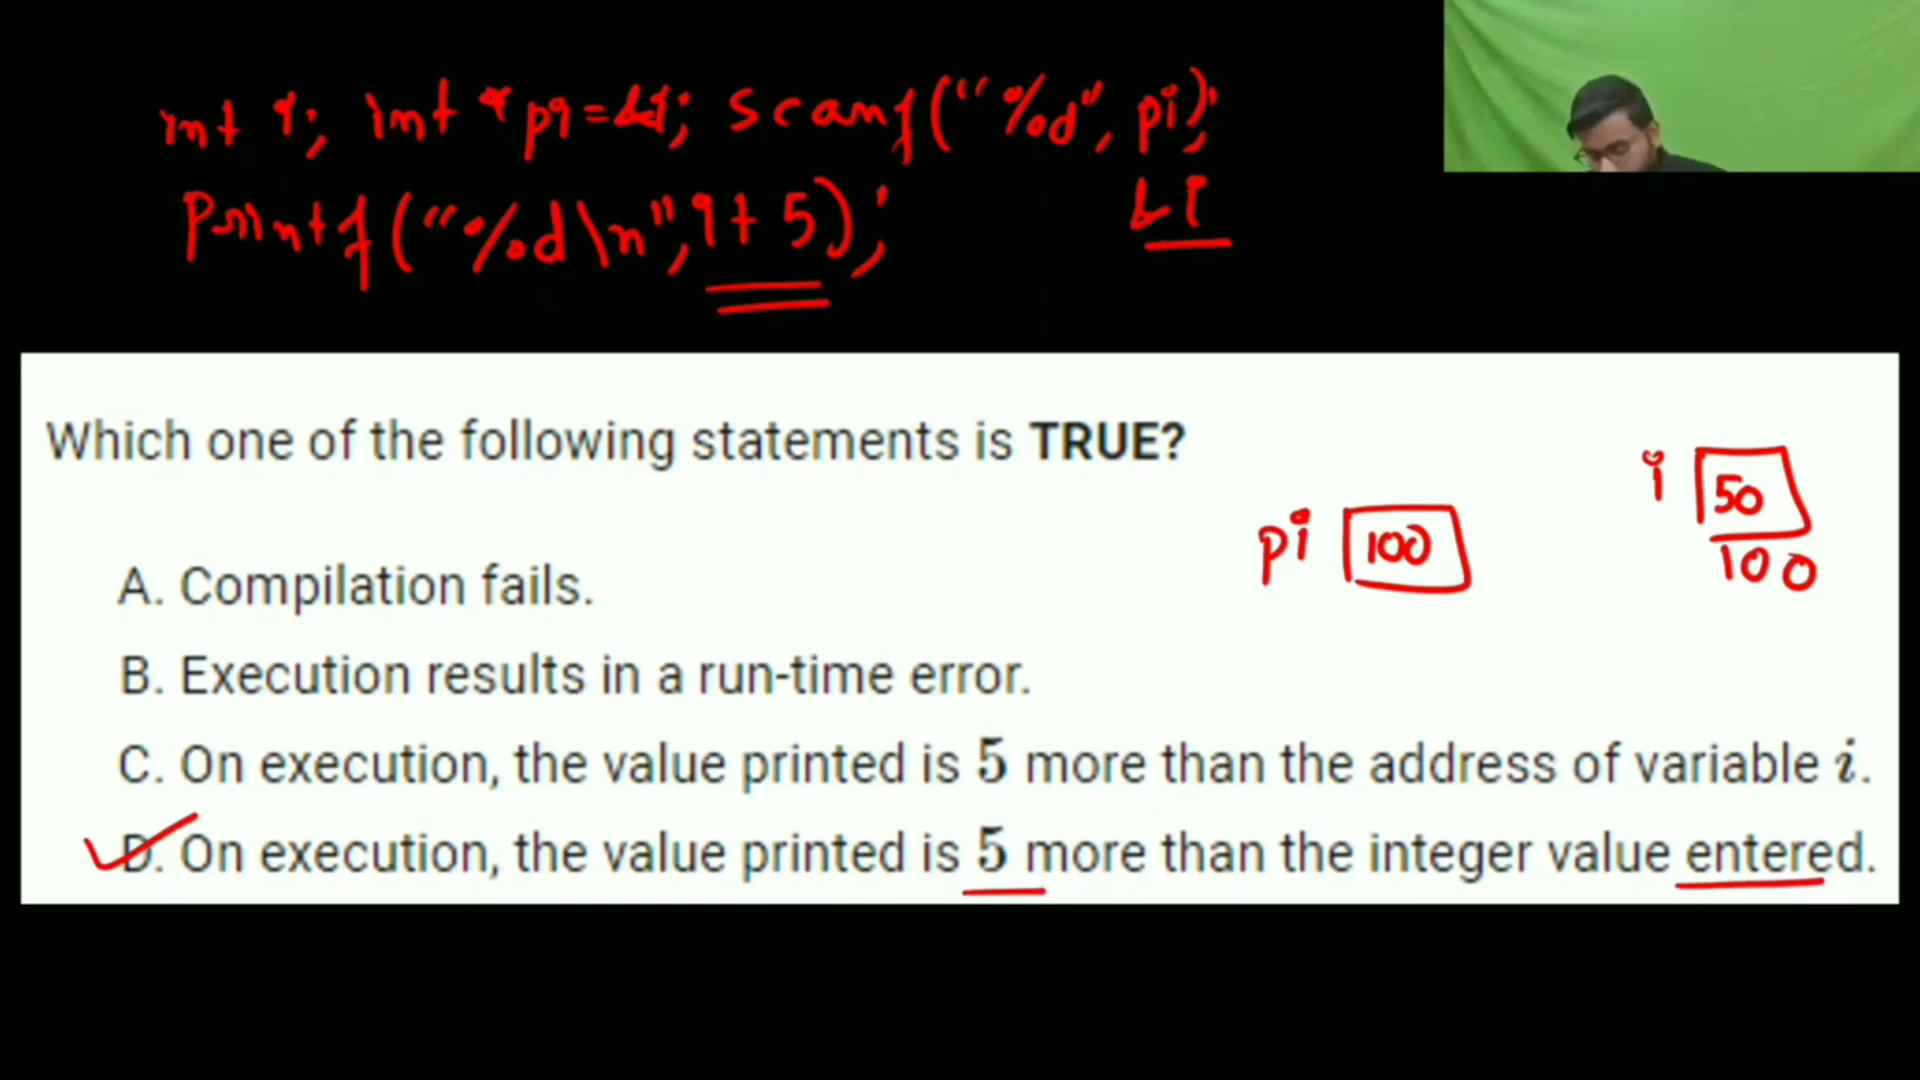 int i; int *pi=&i; scanf("%d", pi);
&i
printf("%d\n", i+5);
Which one of the following statements is TRUE?
i 50
100
pi 100
A. Compilation fails.
B. Execution results in a run-time error.
C. On execution, the value printed is 5 more than the address of variable i.
D. On execution, the value printed is 5 more than the integer value entered.